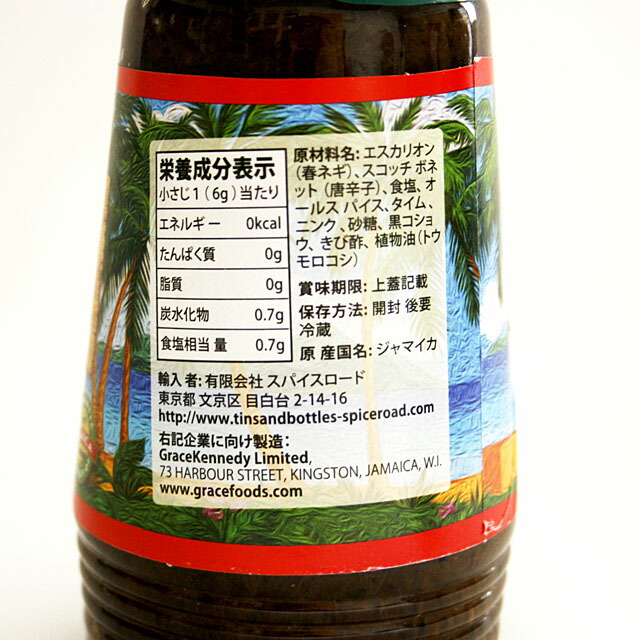 栄養成分表示
小さじ1(6g)当たり
エネルギー 0kcal
たんぱく質 0g
脂質 0g
炭水化物 0.7g
食塩相当 量 0.7g
原材料名: エスカリオン
(春ネギ)、スコッチ ボネ
ット (唐辛子)、食塩、オ
ールス パイス、タイム、
ニンク 、砂糖、黒コショ
ウ、きび酢、植物油(トウ
モロコシ)
賞味期限: 上蓋記載
保存方法: 開封 後要
冷蔵
原 産国名: ジャマイカ
輸入 者: 有限会社 スパイスロード
東京都 文京区 目白台 2-14-16
http://www.tinsandbottles-spiceroad.com
右記企業に向け製造:
GraceKennedy Limited,
73 HARBOUR STREET, KINGSTON, JAMAICA, W.I.
www.gracefoods.com